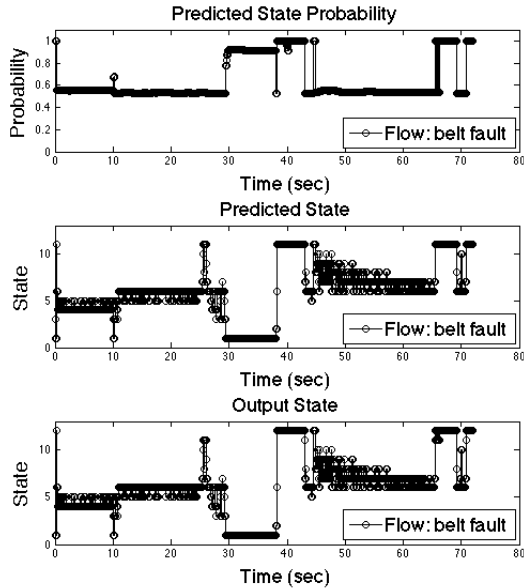 Predicted State Probability
Probability
1
0.8
0.6
0.4
0.2
0
Flow: belt fault
0 10 20 30 40 50 60 70 80
Time (sec)
Predicted State
State
10
5
0
Flow: belt fault
0 10 20 30 40 50 60 70 80
Time (sec)
Output State
State
10
5
0
Flow: belt fault
0 10 20 30 40 50 60 70 80
Time (sec)